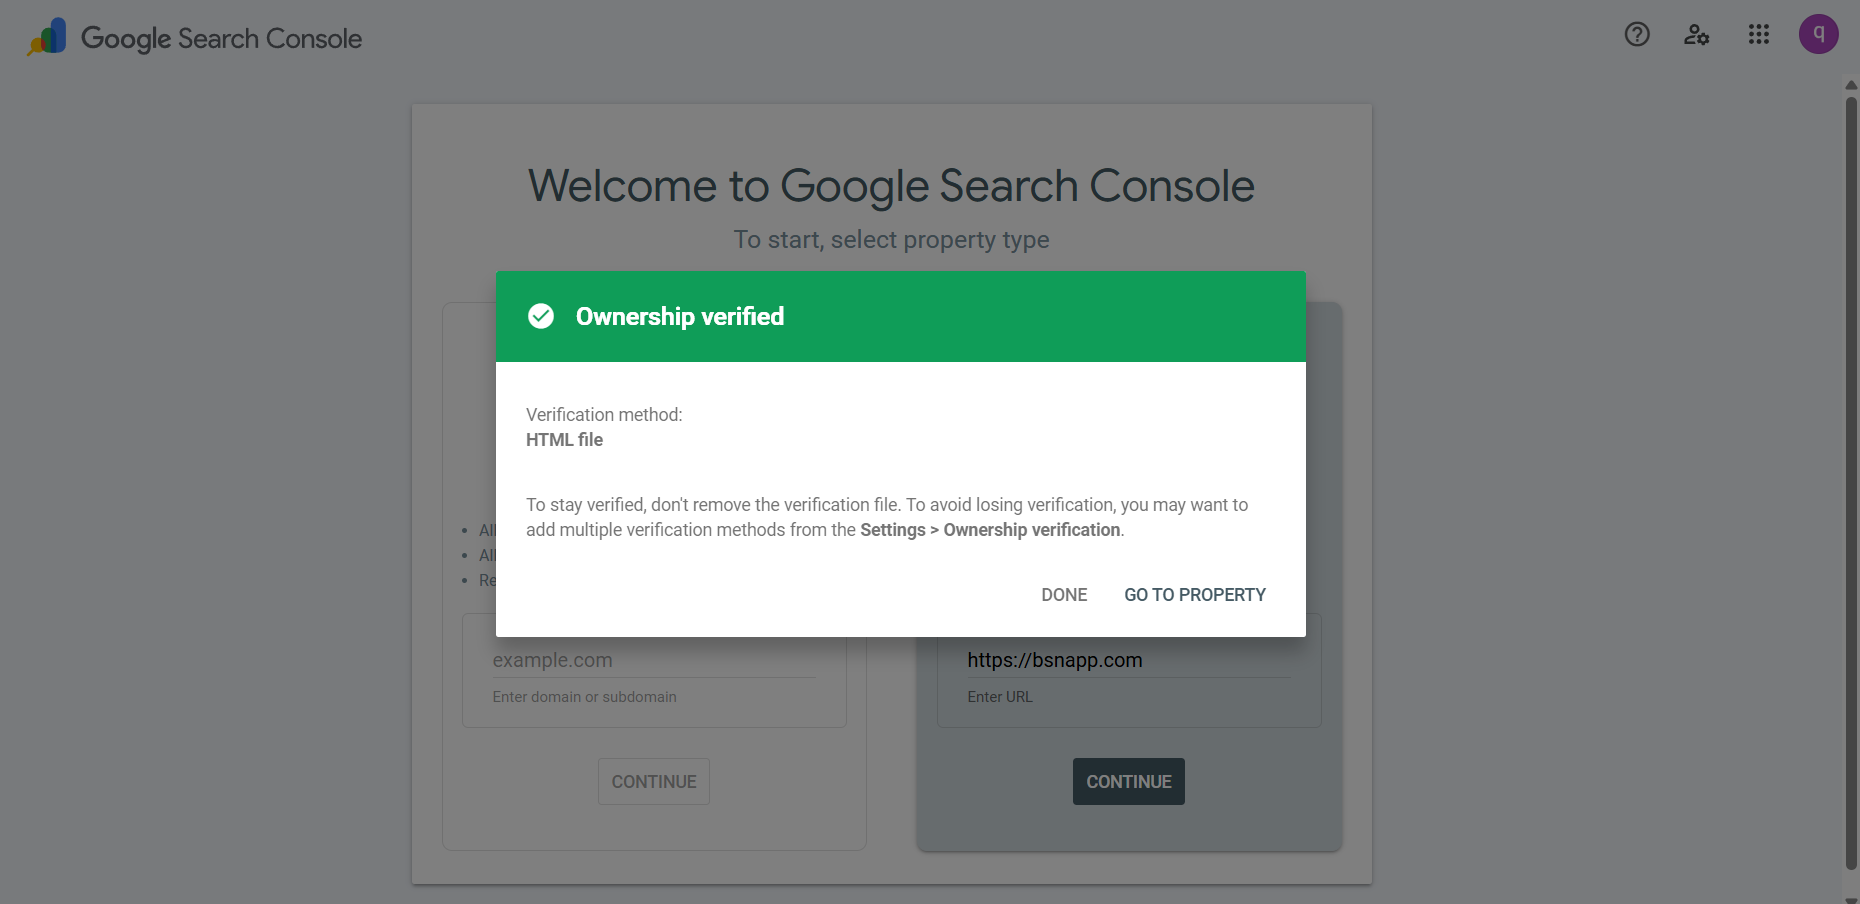 Google Search Console
q
Welcome to Google Search Console
To start, select property type
Ownership verified
Verification method:
HTML file
To stay verified, don't remove the verification file. To avoid losing verification, you may want to
add multiple verification methods from the Settings > Ownership verification.
DONE
GO TO PROPERTY
example.com
Enter domain or subdomain
CONTINUE
https://bsnapp.com
Enter URL
CONTINUE